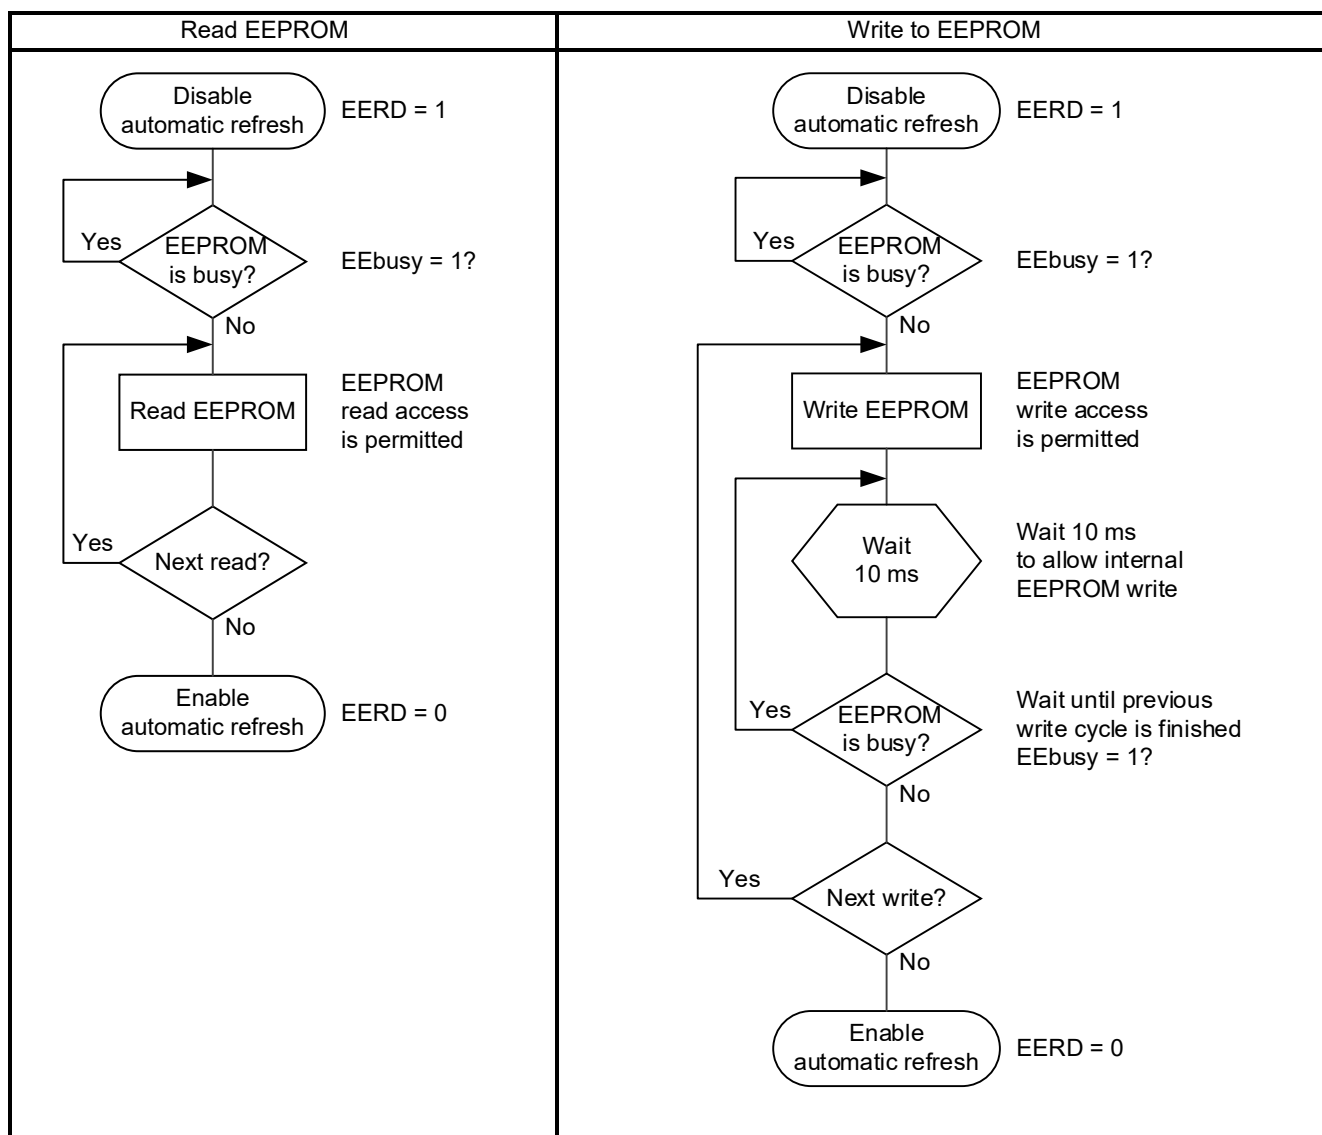 Read EEPROM
Disable
automatic refresh
EERD = 1
Yes
EEPROM
is busy?
EEbusy = 1?
No
Read EEPROM
EEPROM
read access
is permitted
Yes
Next read?
No
Enable
automatic refresh
EERD = 0
Write to EEPROM
Disable
automatic refresh
EERD = 1
Yes
EEPROM
is busy?
EEbusy = 1?
No
Write EEPROM
EEPROM
write access
is permitted
Wait
10 ms
Wait 10 ms
to allow internal
EEPROM write
Yes
EEPROM
is busy?
Wait until previous
write cycle is finished
EEbusy = 1?
No
Yes
Next write?
No
Enable
automatic refresh
EERD = 0